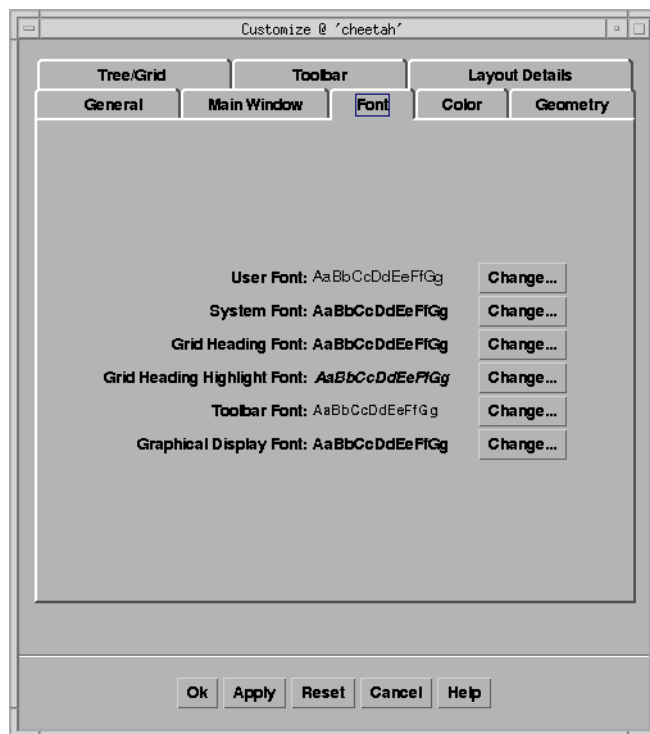 Customize @ 'cheetah'
Tree/Grid Toolbar Layout Details
General Main Window Font Color Geometry
User Font: AaBbCcDdEeFfGg Change...
System Font: AaBbCcDdEeFfGg Change...
Grid Heading Font: AaBbCcDdEeFfGg Change...
Grid Heading Highlight Font: AaBbCcDdEeFfGg Change...
Toolbar Font: AaBbCcDdEeFfGg Change...
Graphical Display Font: AaBbCcDdEeFfGg Change...
Ok Apply Reset Cancel Help